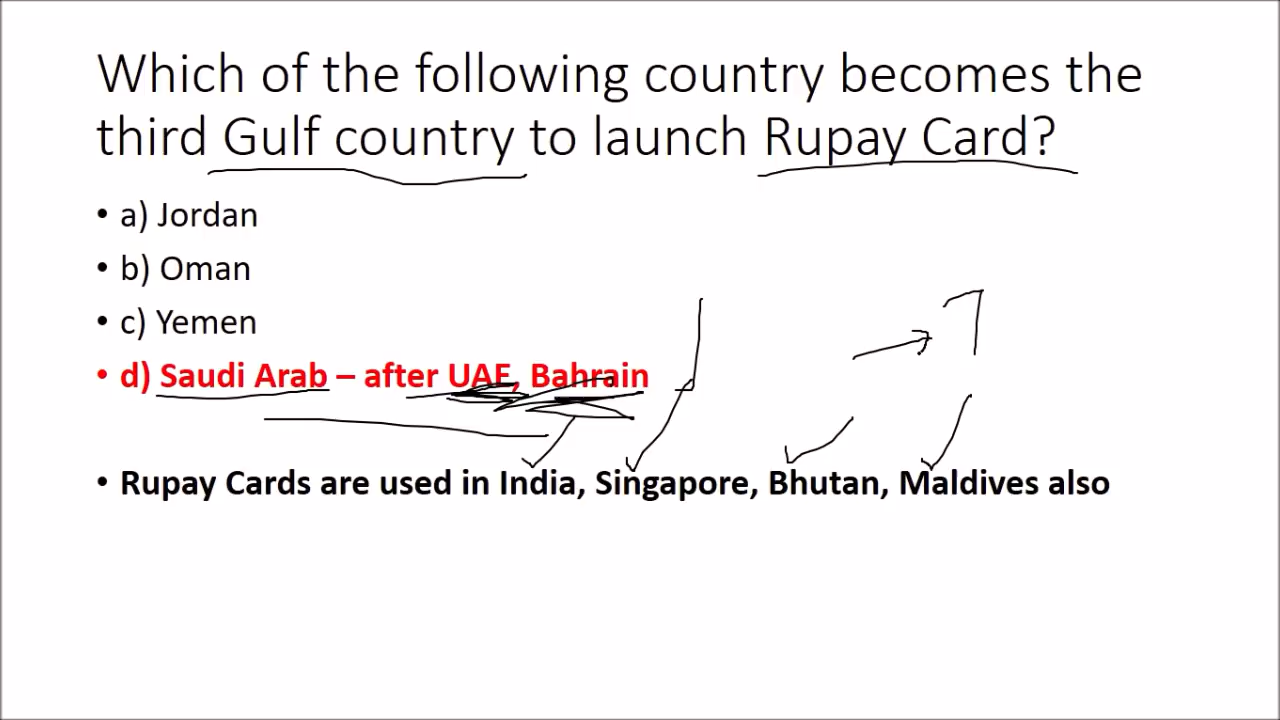 Which of the following country becomes the
third Gulf country to launch Rupay Card?
• a) Jordan
• b) Oman
• c) Yemen
• d) Saudi Arab – after UAE, Bahrain
• Rupay Cards are used in India, Singapore, Bhutan, Maldives also